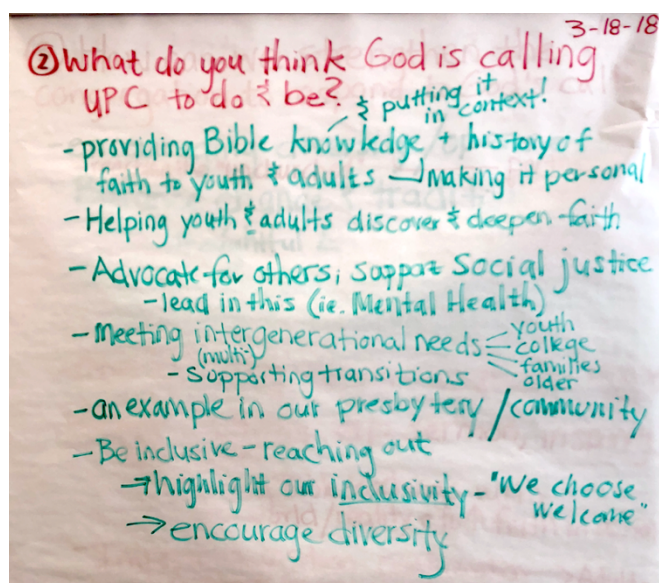 3-18-18
② What do you think God is calling
UPC to do & be?
& putting it
in context!
- providing Bible knowledge + history of
faith to youth & adults → making it personal
- Helping youth & adults discover & deepen faith
- Advocate for others; support Social justice
- lead in this (ie. Mental Health)
- Meeting intergenerational needs
(multi-)
youth
college
families
older
- Supporting transitions
- an example in our presbytery / community
- Be inclusive - reaching out
→ highlight our inclusivity - "We choose
welcome"
→ encourage diversity